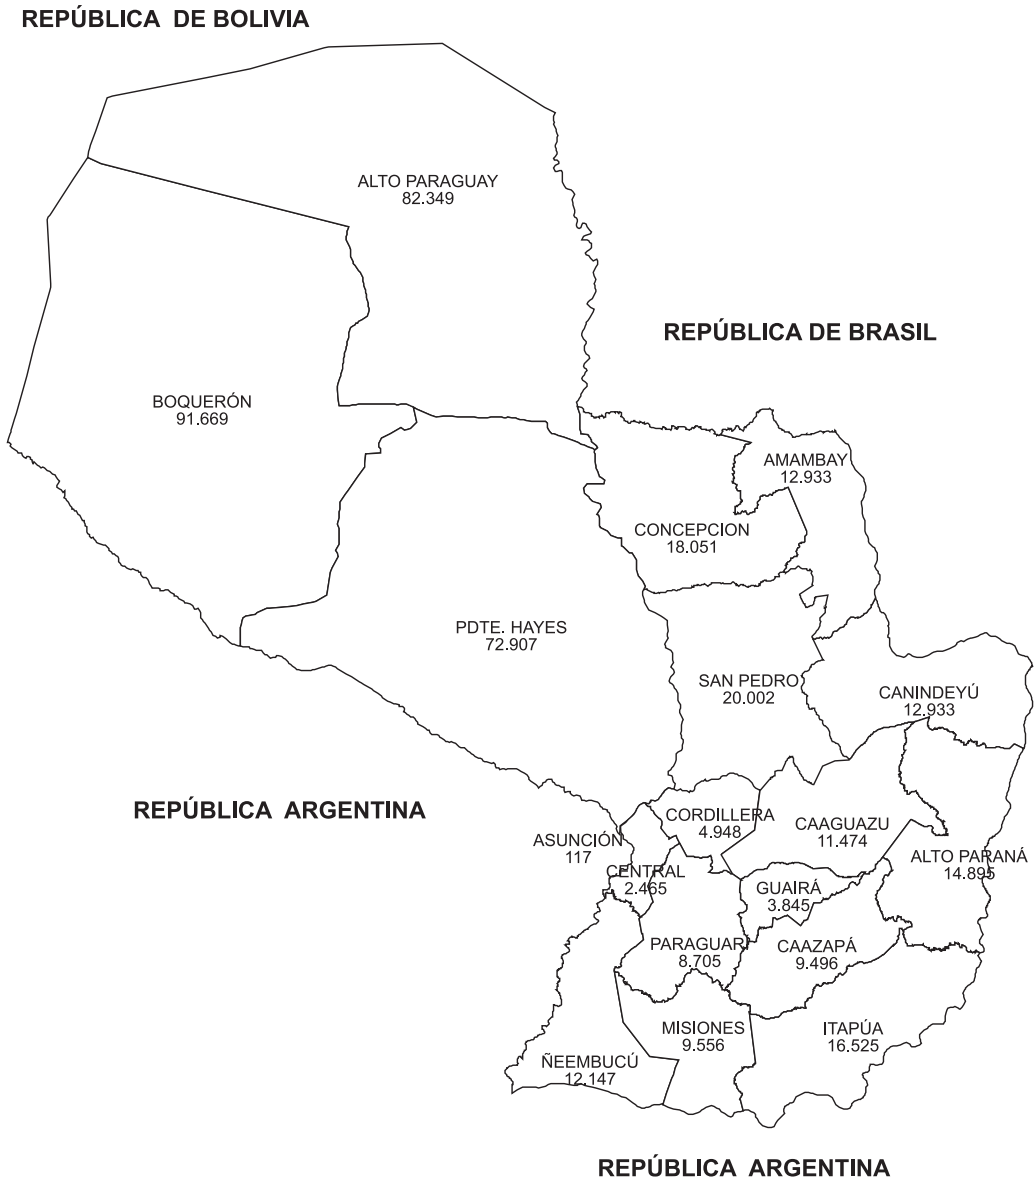 REPÚBLICA DE BOLIVIA
ALTO PARAGUAY
82.349
REPÚBLICA DE BRASIL
BOQUERÓN
91.669
AMAMBAY
12.933
CONCEPCION
18.051
PDTE. HAYES
72.907
SAN PEDRO
20.002
CANINDEYÚ
12.933
REPÚBLICA ARGENTINA
CORDILLERA
4.948
CAAGUAZU
11.474
ASUNCIÓN
117
ALTO PARANÁ
14.895
CENTRAL
2.465
GUAIRÁ
3.845
PARAGUARI
8.705
CAAZAPÁ
9.496
MISIONES
9.556
ITAPÚA
16.525
ÑEEMBUCÚ
12.147
REPÚBLICA ARGENTINA